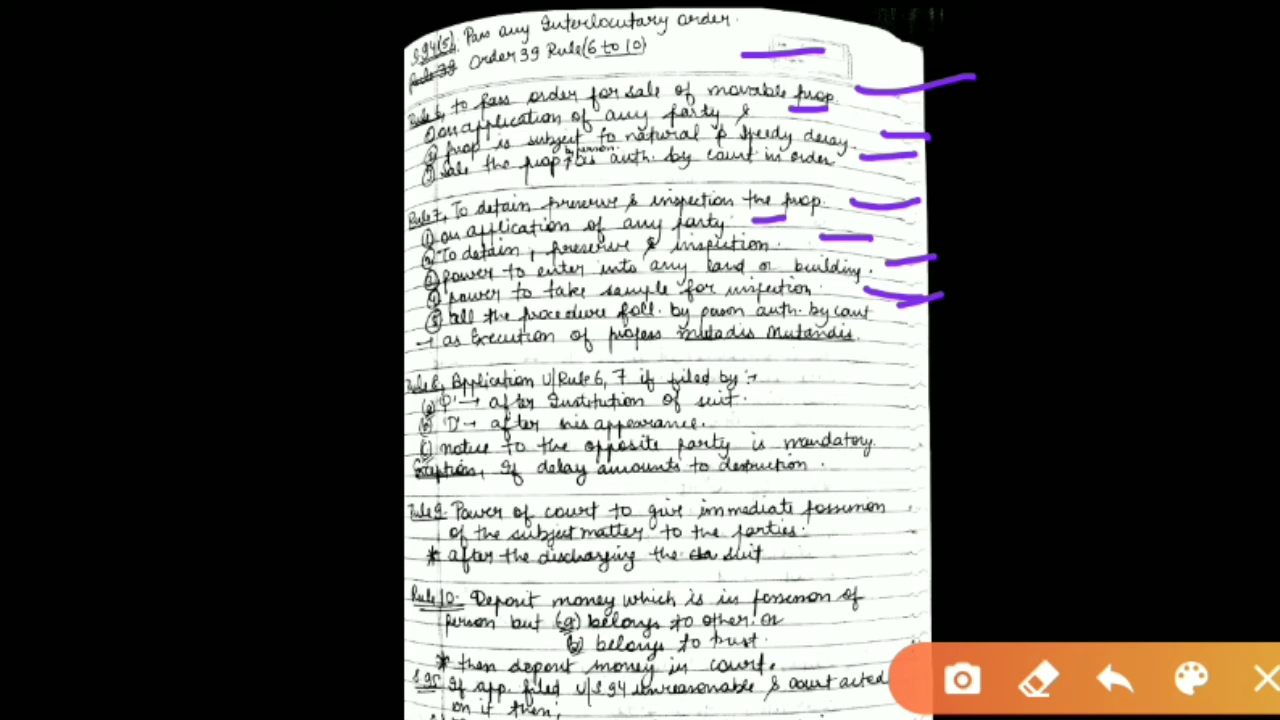 S.94(5). Pass any Interlocutary order.
Rule 39 Order 39 Rule (6 to 10)
Rule 6, to pass order for sale of movable prop.
① on application of any party &
② prop is subject to natural & speedy decay.
③ sale the prop by person as auth. by court in order
Rule 7, To detain preserve & inspection the prop.
① on application of any party.
② To detain, preserve & inspection.
③ power to enter into any land or building.
④ power to take sample for inspection.
⑤ all the procedure foll. by person auth. by court
→ as Execution of process Mutadis Mutandis.
Rule 8, Application U/Rule 6, 7 if filed by :→
(a) 'P' → after Institution of suit.
(b) 'D' → after his appearance.
(c) notice to the opposite party is mandatory.
Exception, If delay amounts to destruction.
Rule 9. Power of court to give immediate possession
of the subject matter to the parties.
* after the discharging the suit
Rule 10. Deposit money which is in possession of
person but (a) belongs to other. or
(b) belongs to trust.
* then deposit money in court.
S.95 If app. filed U/S 94 unreasonable & court acted
on it then;